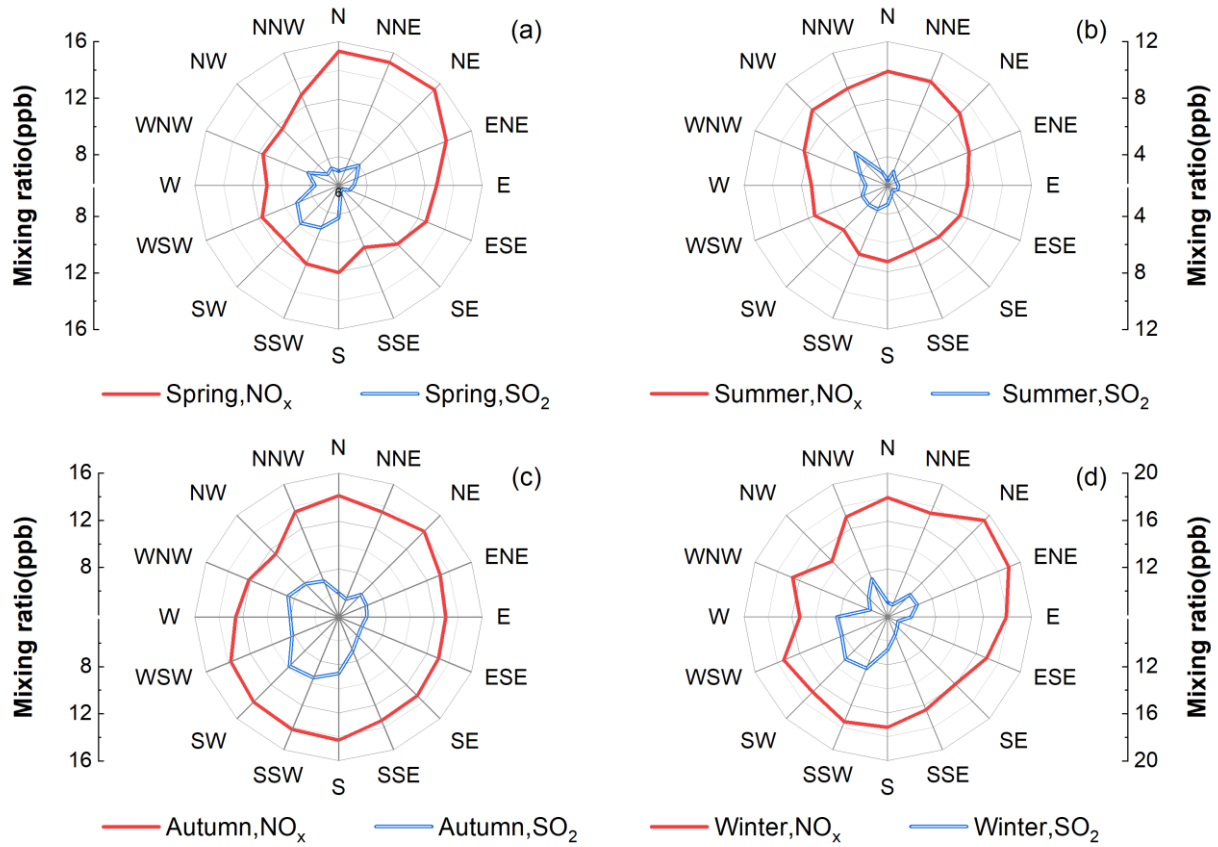 N
NNW
NNE
(a)
NW
NE
WNW
ENE
W
E
WSW
ESE
SW
SE
SSW
SSE
S
16
12
8
8
12
16
Mixing ratio(ppb)
6
Spring,NOx
Spring,SO2
N
NNW
NNE
(b)
NW
NE
WNW
ENE
W
E
WSW
ESE
SW
SE
SSW
SSE
S
12
8
4
4
8
12
Mixing ratio(ppb)
Summer,NOx
Summer,SO2
N
NNW
NNE
(c)
NW
NE
WNW
ENE
W
E
WSW
ESE
SW
SE
SSW
SSE
S
16
12
8
8
12
16
Mixing ratio(ppb)
Autumn,NOx
Autumn,SO2
N
NNW
NNE
(d)
NW
NE
WNW
ENE
W
E
WSW
ESE
SW
SE
SSW
SSE
S
20
16
12
12
16
20
Mixing ratio(ppb)
Winter,NOx
Winter,SO2